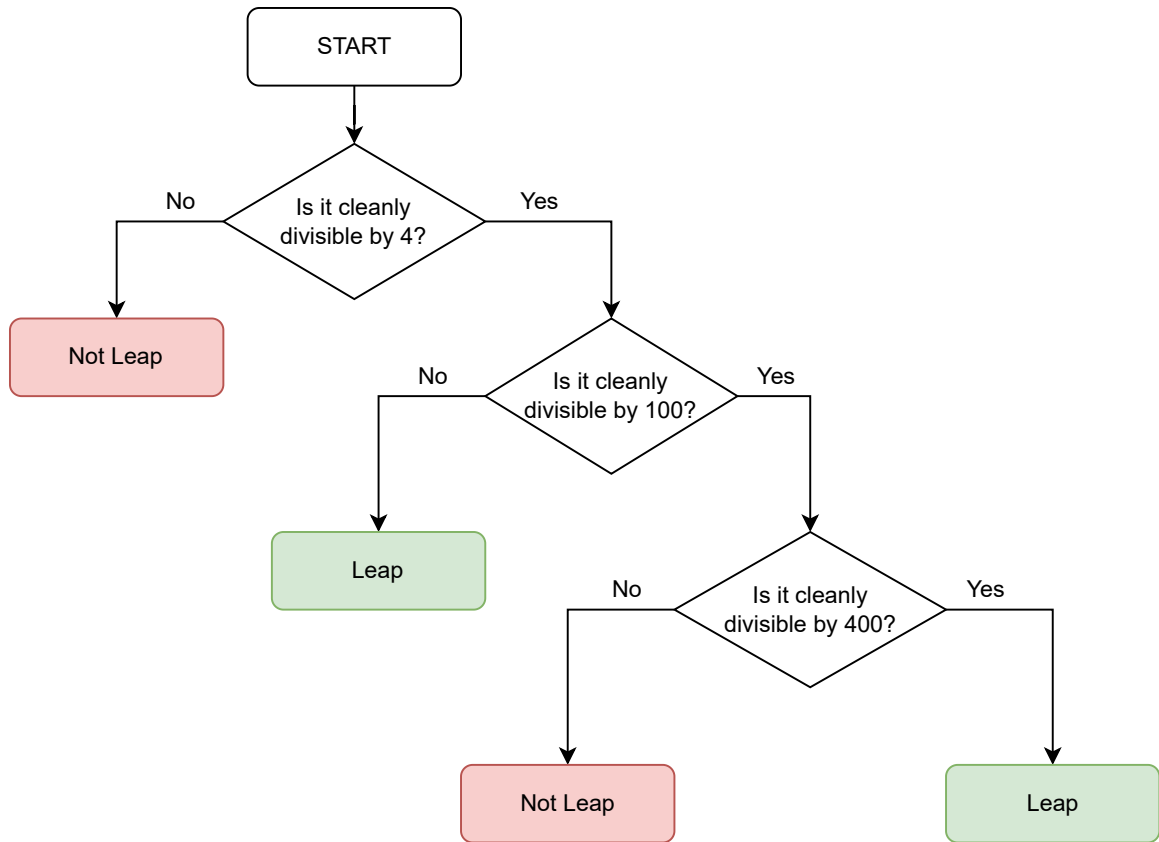 START
No
Yes
Is it cleanly
divisible by 4?
Not Leap
No
Yes
Is it cleanly
divisible by 100?
Leap
No
Yes
Is it cleanly
divisible by 400?
Not Leap
Leap